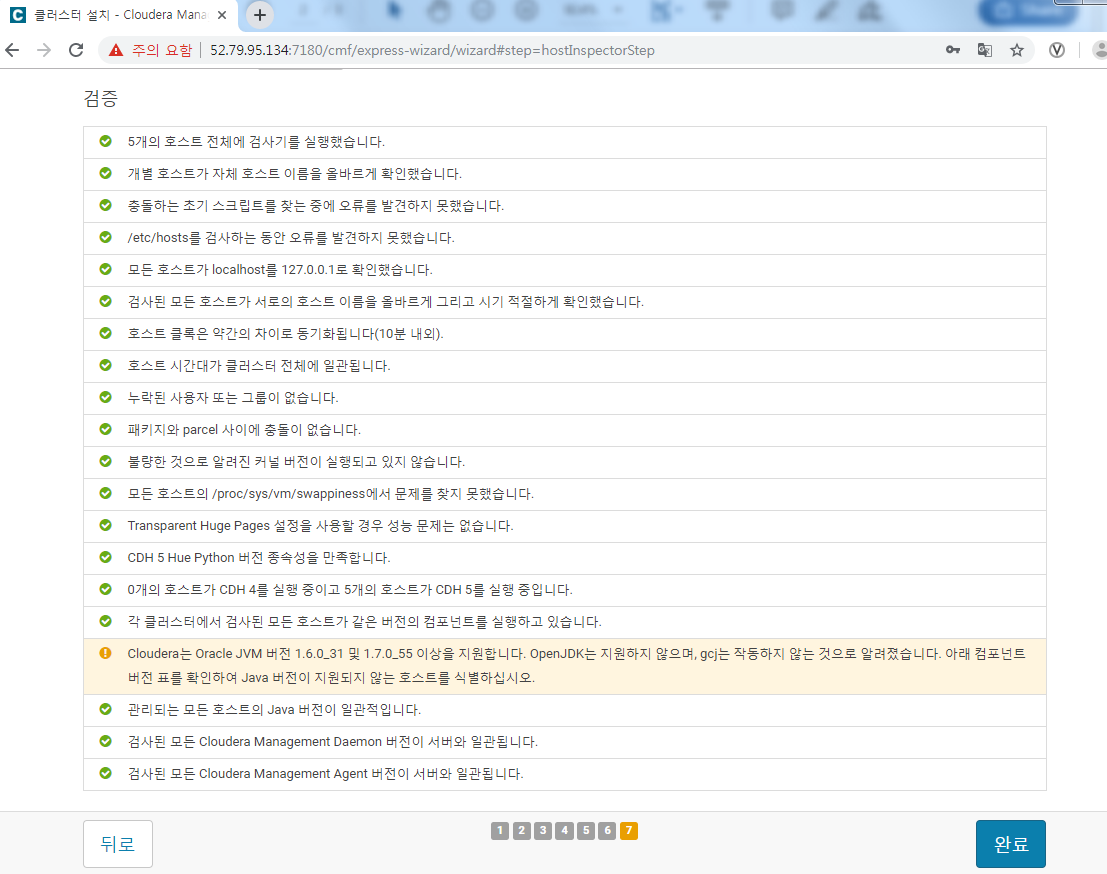 클러스터 설치 - Cloudera Mana
주의 요함 52.79.95.134:7180/cmf/express-wizard/wizard#step=hostInspectorStep
검증
5개의 호스트 전체에 검사기를 실행했습니다.
개별 호스트가 자체 호스트 이름을 올바르게 확인했습니다.
충돌하는 초기 스크립트를 찾는 중에 오류를 발견하지 못했습니다.
/etc/hosts를 검사하는 동안 오류를 발견하지 못했습니다.
모든 호스트가 localhost를 127.0.0.1로 확인했습니다.
검사된 모든 호스트가 서로의 호스트 이름을 올바르게 그리고 시기 적절하게 확인했습니다.
호스트 클록은 약간의 차이로 동기화됩니다(10분 내외).
호스트 시간대가 클러스터 전체에 일관됩니다.
누락된 사용자 또는 그룹이 없습니다.
패키지와 parcel 사이에 충돌이 없습니다.
불량한 것으로 알려진 커널 버전이 실행되고 있지 않습니다.
모든 호스트의 /proc/sys/vm/swappiness에서 문제를 찾지 못했습니다.
Transparent Huge Pages 설정을 사용할 경우 성능 문제는 없습니다.
CDH 5 Hue Python 버전 종속성을 만족합니다.
0개의 호스트가 CDH 4를 실행 중이고 5개의 호스트가 CDH 5를 실행 중입니다.
각 클러스터에서 검사된 모든 호스트가 같은 버전의 컴포넌트를 실행하고 있습니다.
Cloudera는 Oracle JVM 버전 1.6.0_31 및 1.7.0_55 이상을 지원합니다. OpenJDK는 지원하지 않으며, gcj는 작동하지 않는 것으로 알려졌습니다. 아래 컴포넌트
버전 표를 확인하여 Java 버전이 지원되지 않는 호스트를 식별하십시오.
관리되는 모든 호스트의 Java 버전이 일관적입니다.
검사된 모든 Cloudera Management Daemon 버전이 서버와 일관됩니다.
검사된 모든 Cloudera Management Agent 버전이 서버와 일관됩니다.
뒤로 1 2 3 4 5 6 7 완료